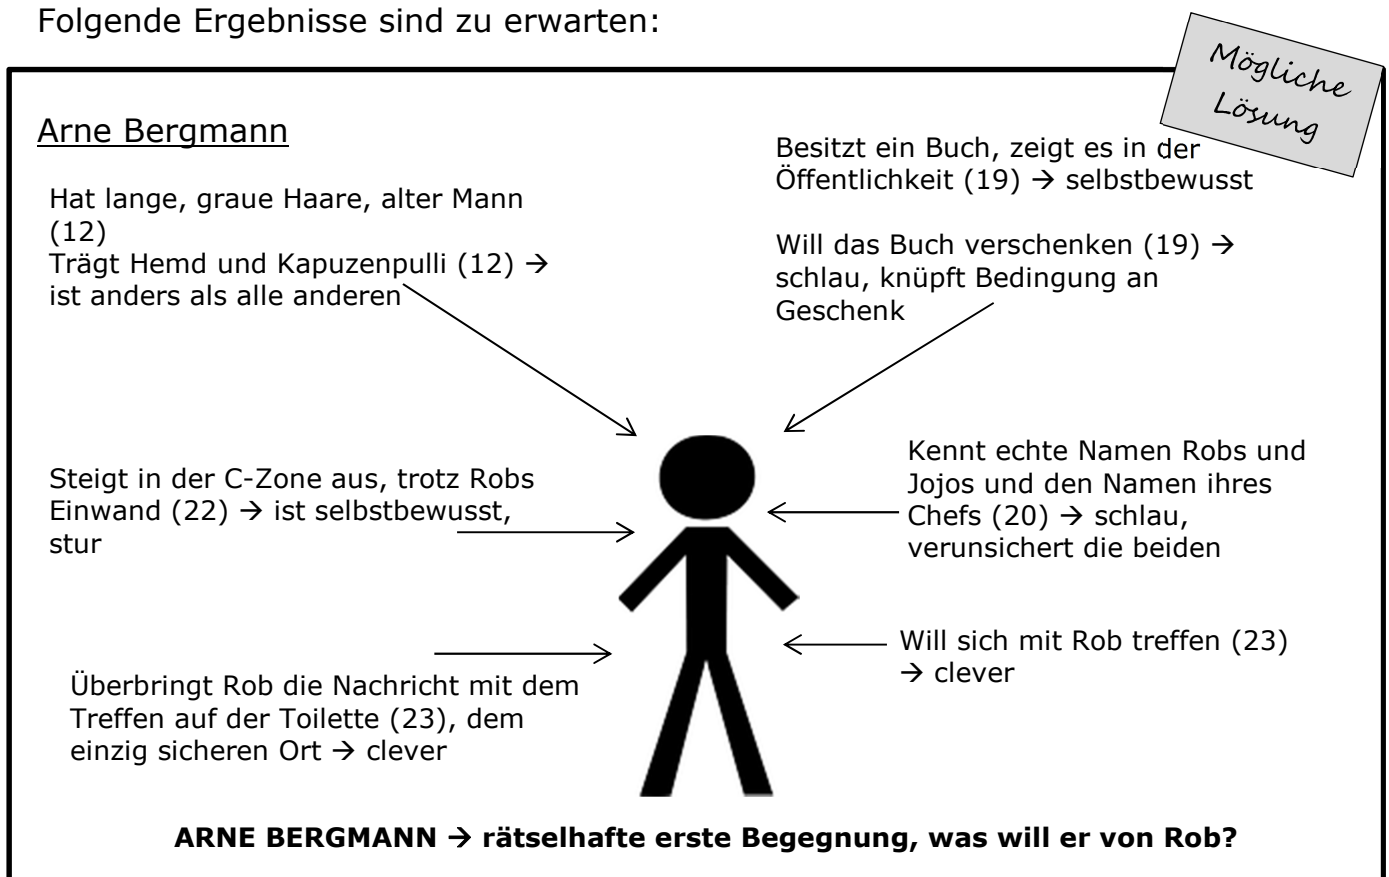 Folgende Ergebnisse sind zu erwarten:
Mögliche
Lösung
Arne Bergmann
Hat lange, graue Haare, alter Mann
(12)
Trägt Hemd und Kapuzenpulli (12) →
ist anders als alle anderen
Besitzt ein Buch, zeigt es in der
Öffentlichkeit (19) → selbstbewusst
Will das Buch verschenken (19) →
schlau, knüpft Bedingung an
Geschenk
Steigt in der C-Zone aus, trotz Robs
Einwand (22) → ist selbstbewusst,
stur
Kennt echte Namen Robs und
Jojos und den Namen ihres
Chefs (20) → schlau,
verunsichert die beiden
Überbringt Rob die Nachricht mit dem
Treffen auf der Toilette (23), dem
einzig sicheren Ort → clever
Will sich mit Rob treffen (23)
→ clever
ARNE BERGMANN → rätselhafte erste Begegnung, was will er von Rob?